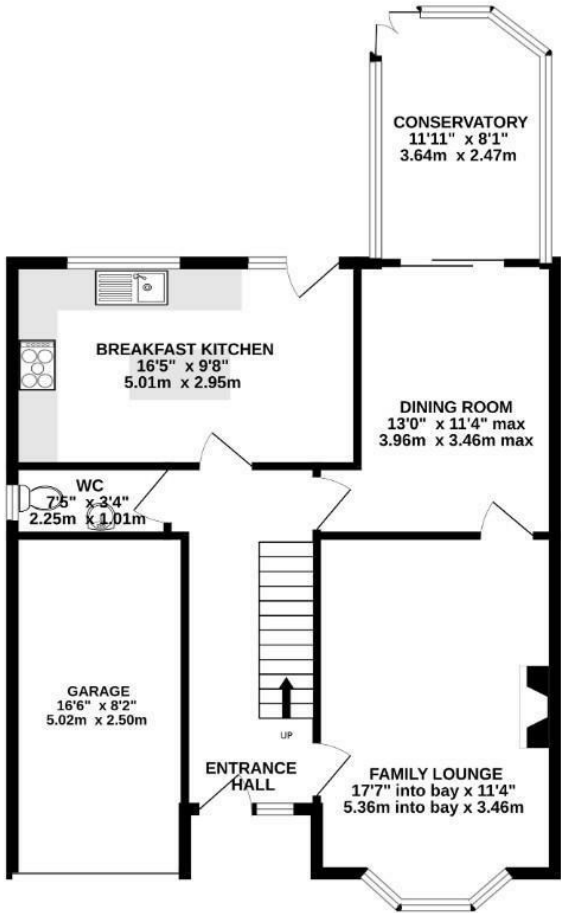 CONSERVATORY
11'11" x 8'1"
3.64m x 2.47m
BREAKFAST KITCHEN
16'5" x 9'8"
5.01m x 2.95m
DINING ROOM
13'0" x 11'4" max
3.96m x 3.46m max
WC
7'5" x 3'4"
2.25m x 1.01m
GARAGE
16'6" x 8'2"
5.02m x 2.50m
UP
ENTRANCE
HALL
FAMILY LOUNGE
17'7" into bay x 11'4"
5.36m into bay x 3.46m